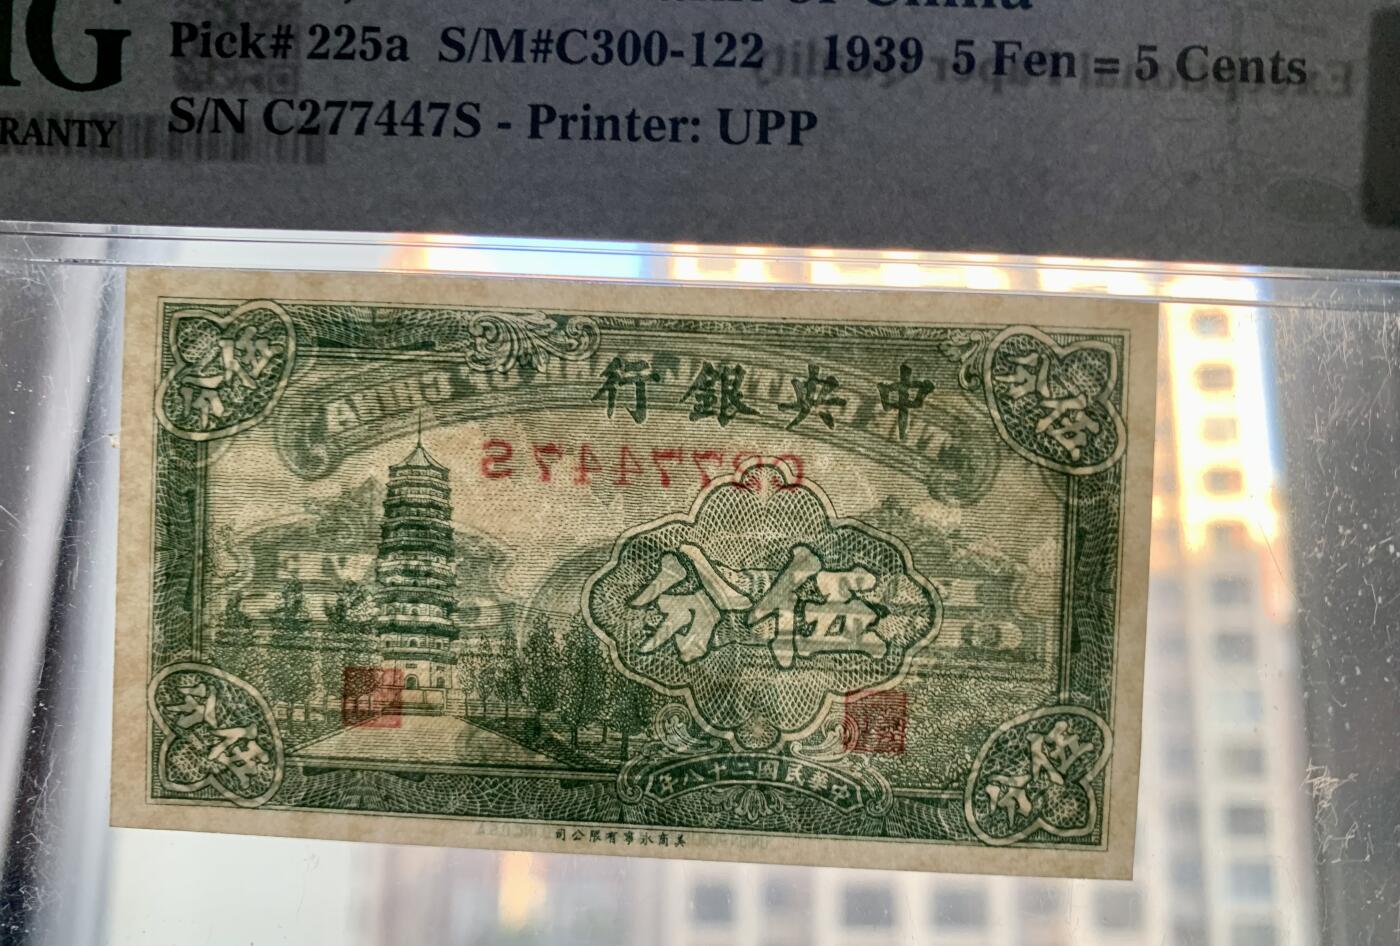 Pick# 225a S/M#C300-122 1939 5 Fen = 5 Cents
RANTY S/N C277447S - Printer: UPP
行銀央中
C277447S
伍分
伍分
分伍
分伍
伍分
年八十二國民華中
司公限有寧永商美